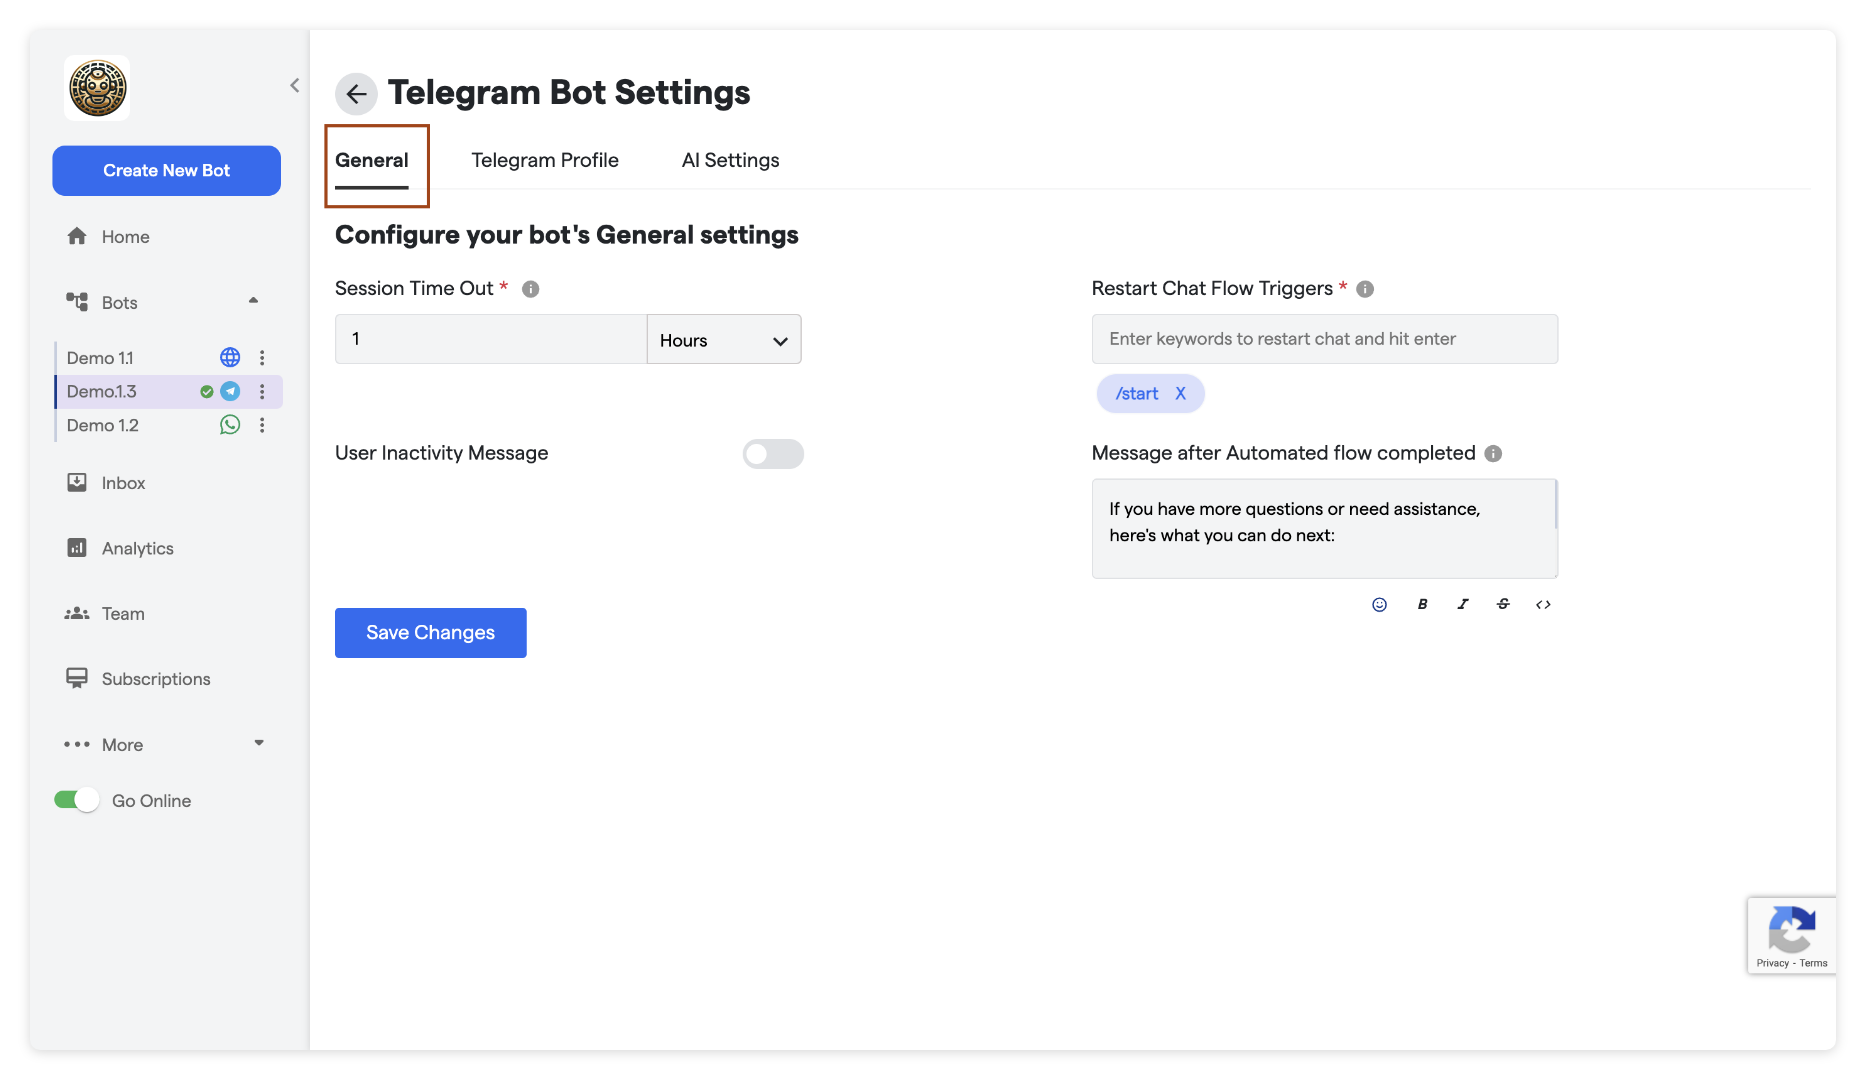 Create New Bot
Home
Bots
Demo 1.1
Demo.1.3
Demo 1.2
Inbox
Analytics
Team
Subscriptions
More
Go Online
Telegram Bot Settings
General
Telegram Profile
AI Settings
Configure your bot's General settings
Session Time Out *
1
Hours
Restart Chat Flow Triggers *
Enter keywords to restart chat and hit enter
/start X
User Inactivity Message
Message after Automated flow completed
If you have more questions or need assistance,
here's what you can do next:
B I S <>
Save Changes
Privacy - Terms